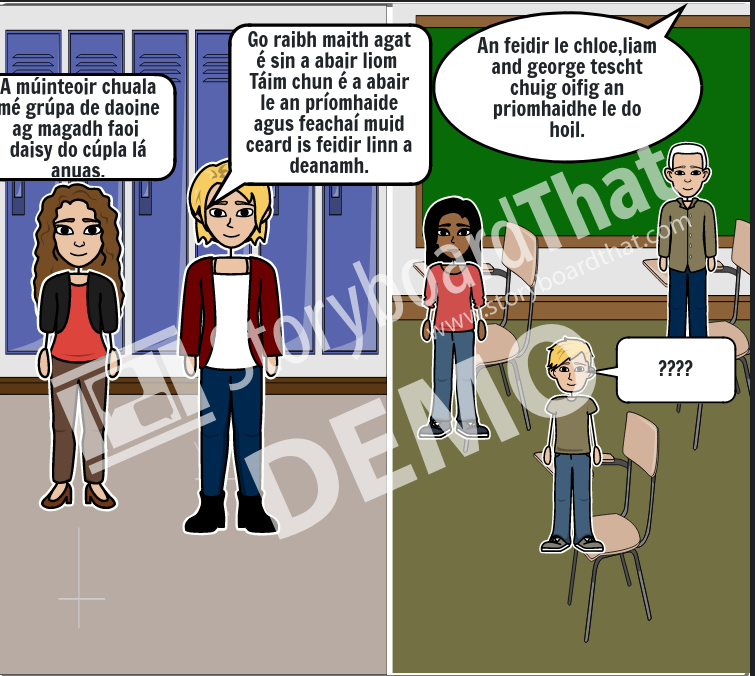 A múinteoir chuala
mé grúpa de daoine
ag magadh faoi
daisy do cúpla lá
anuas.
Go raibh maith agat
é sin a abair liom
Táim chun é a abair
le an príomhaide
agus feachaí muid
ceard is feidir linn a
deanamh.
An feidir le chloe,liam
and george tescht
chuig oifig an
priomhaidhe le do
hoil.
????
StoryboardThat
www.storyboardthat.com
DEMO